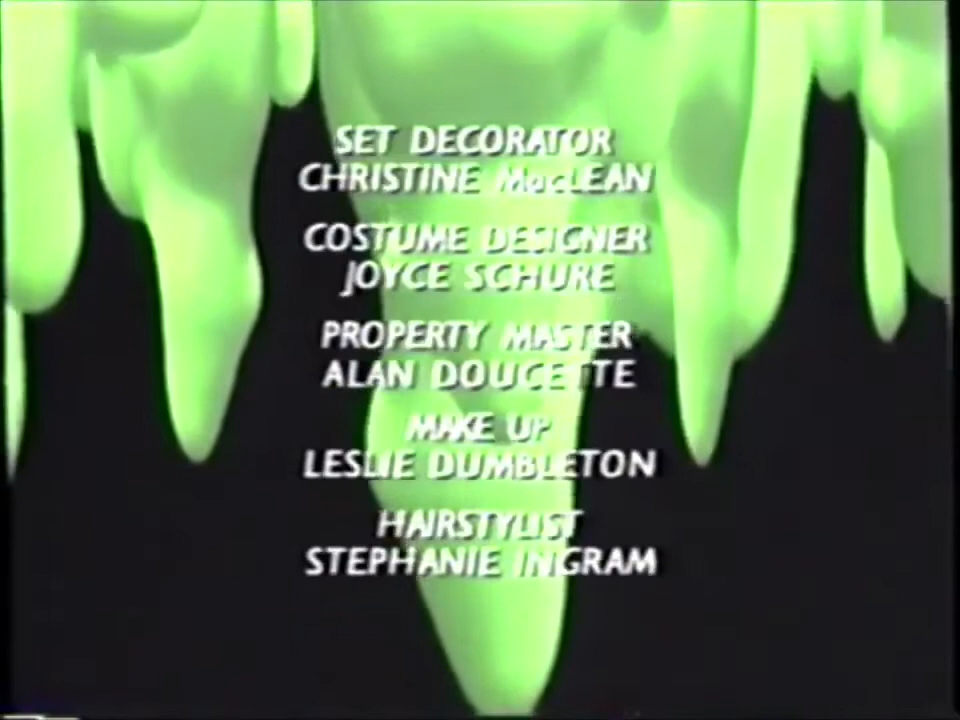 SET DECORATOR
CHRISTINE MacLEAN
COSTUME DESIGNER
JOYCE SCHURE
PROPERTY MASTER
ALAN DOUCETTE
MAKE UP
LESLIE DUMBLETON
HAIRSTYLIST
STEPHANIE INGRAM